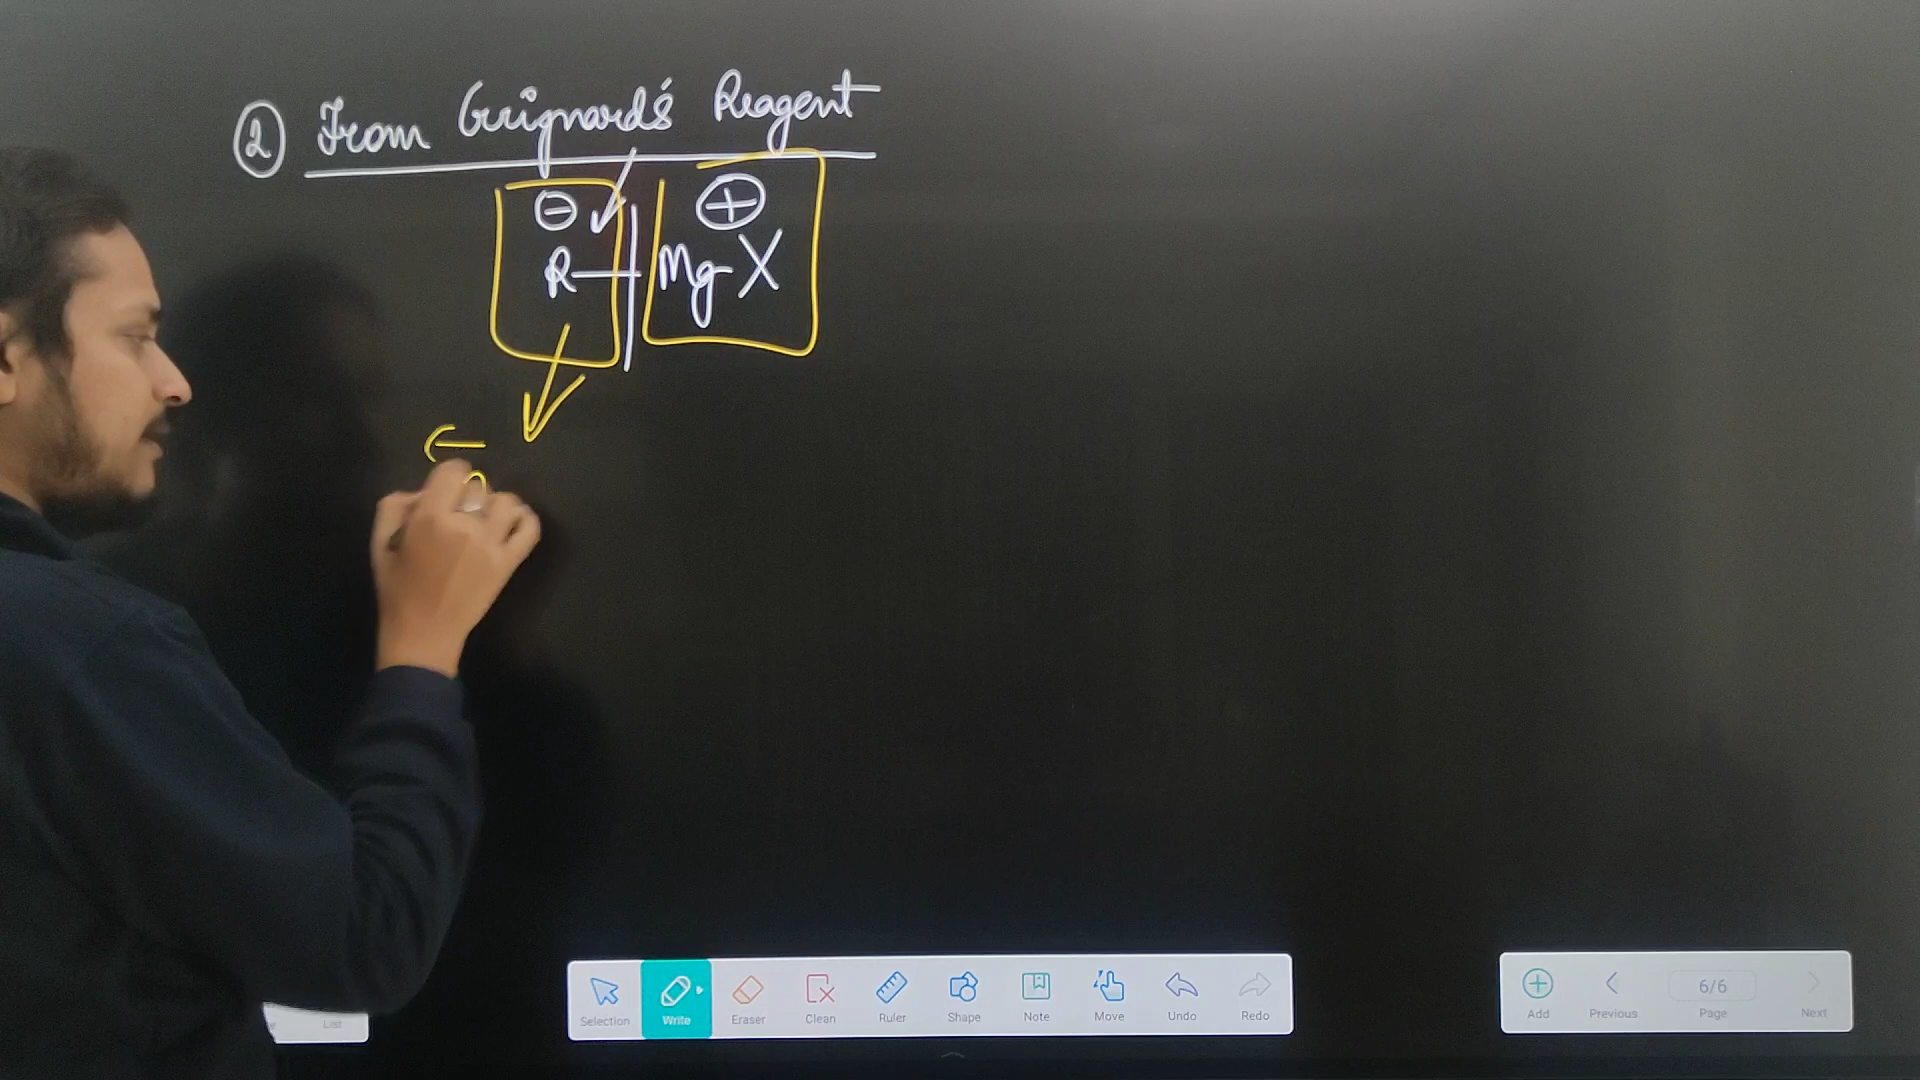 ② From Grignard's Reagent
⊖ ⊕
R—MgX
Selection Write Eraser Clean Ruler Shape Note Move Undo Redo
Add Previous 6/6 Page Next
List